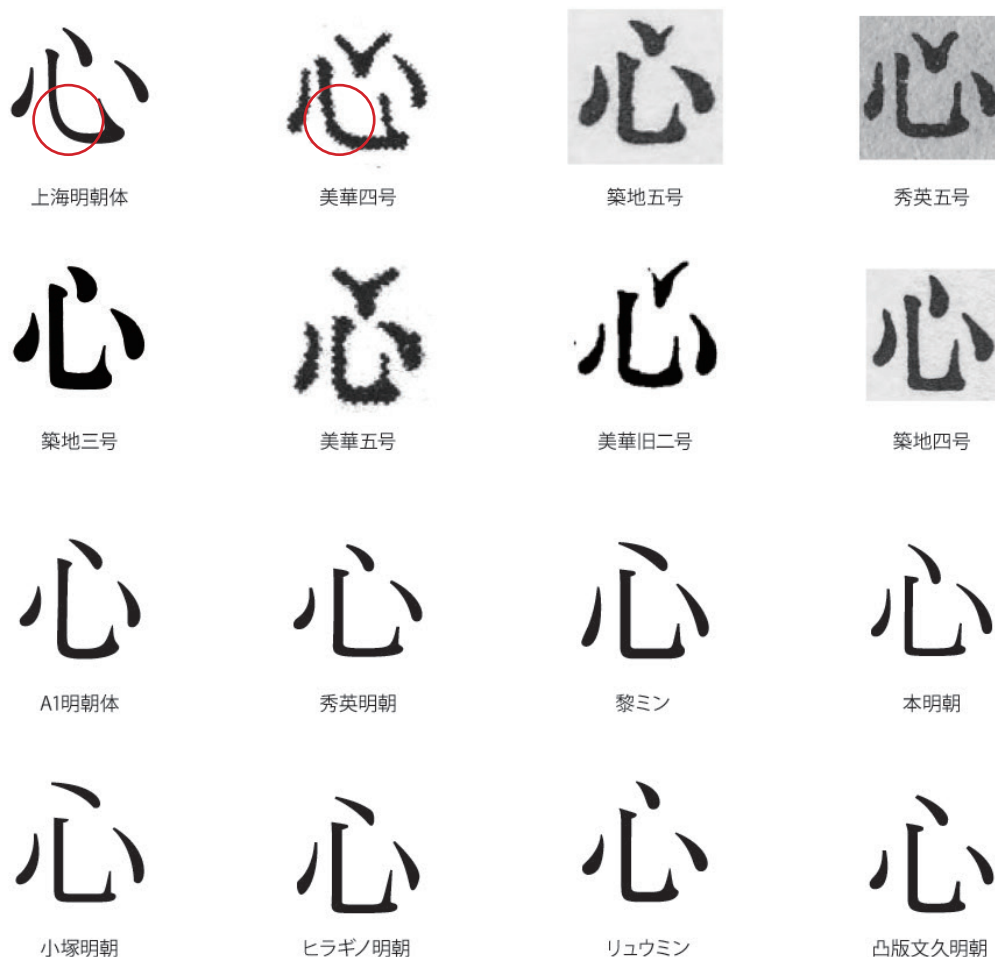 心 心 心 心
上海明朝体 美華四号 築地五号 秀英五号
心 心 心 心
築地三号 美華五号 美華旧二号 築地四号
心 心 心 心
A1明朝体 秀英明朝 黎ミン 本明朝
心 心 心 心
小塚明朝 ヒラギノ明朝 リュウミン 凸版文久明朝